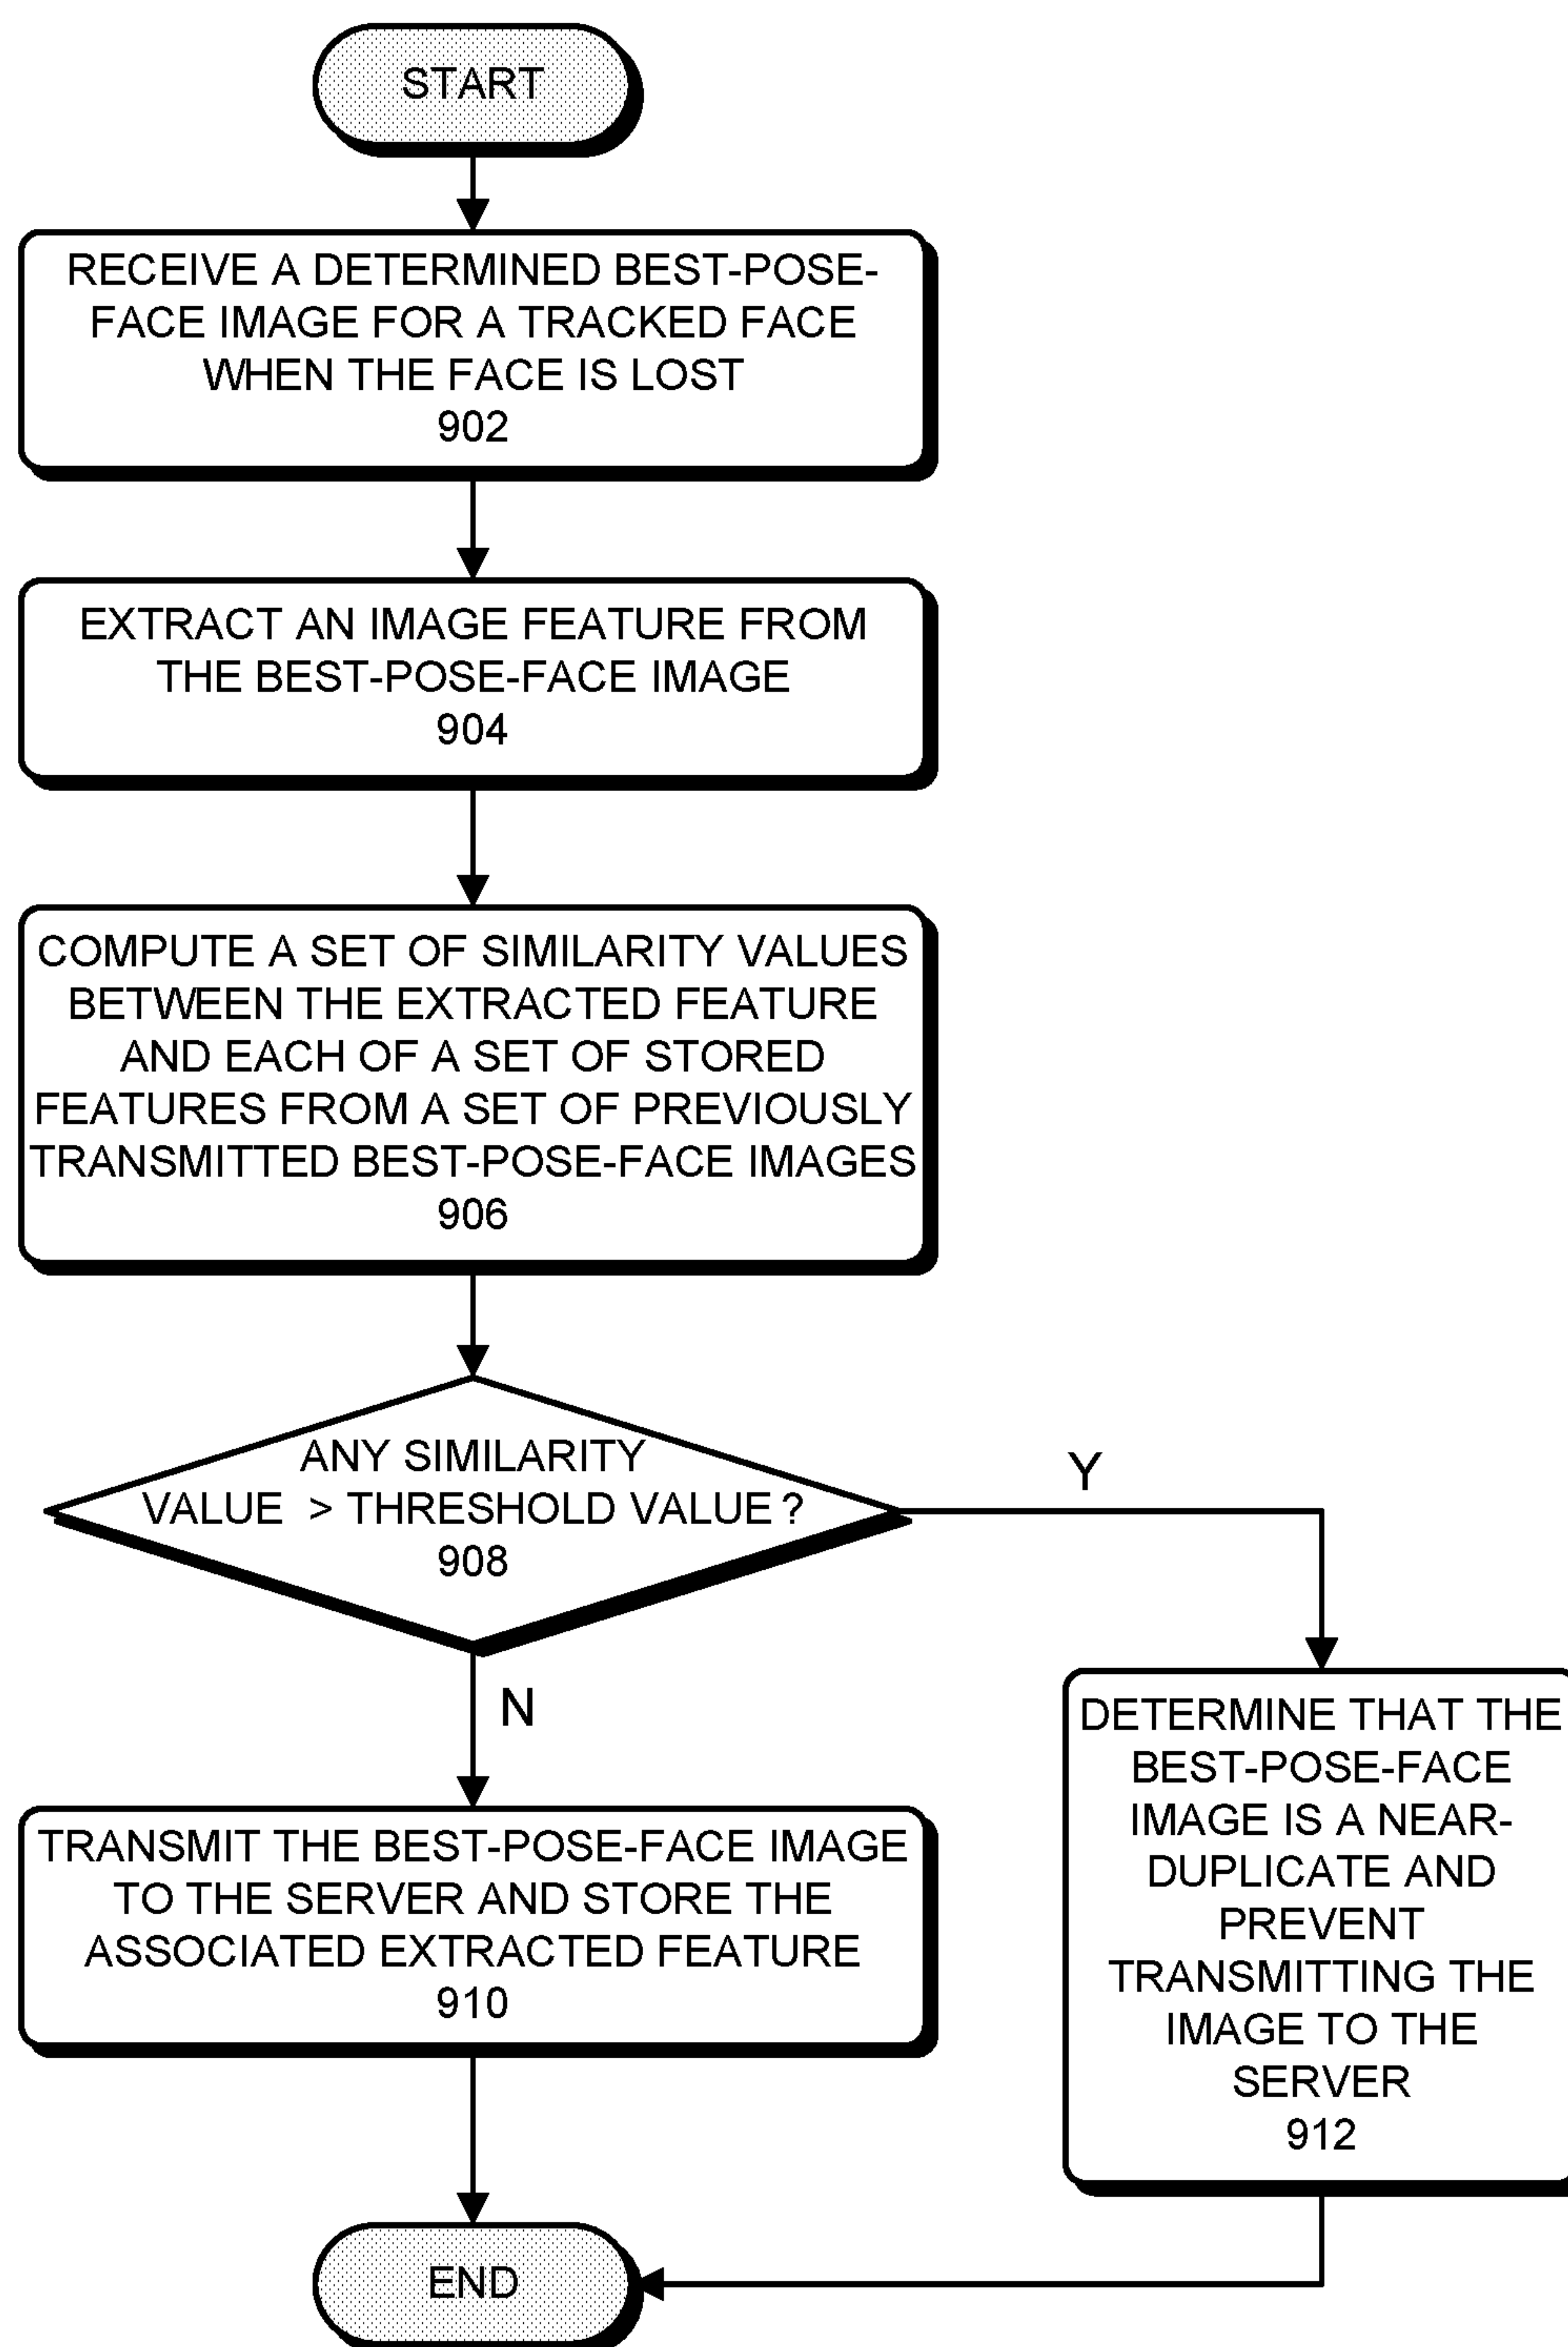 START
RECEIVE A DETERMINED BEST-POSE-
FACE IMAGE FOR A TRACKED FACE
WHEN THE FACE IS LOST
902
EXTRACT AN IMAGE FEATURE FROM
THE BEST-POSE-FACE IMAGE
904
COMPUTE A SET OF SIMILARITY VALUES
BETWEEN THE EXTRACTED FEATURE
AND EACH OF A SET OF STORED
FEATURES FROM A SET OF PREVIOUSLY
TRANSMITTED BEST-POSE-FACE IMAGES
906
ANY SIMILARITY
VALUE > THRESHOLD VALUE ?
908
Y
N
TRANSMIT THE BEST-POSE-FACE IMAGE
TO THE SERVER AND STORE THE
ASSOCIATED EXTRACTED FEATURE
910
DETERMINE THAT THE
BEST-POSE-FACE
IMAGE IS A NEAR-
DUPLICATE AND
PREVENT
TRANSMITTING THE
IMAGE TO THE
SERVER
912
END